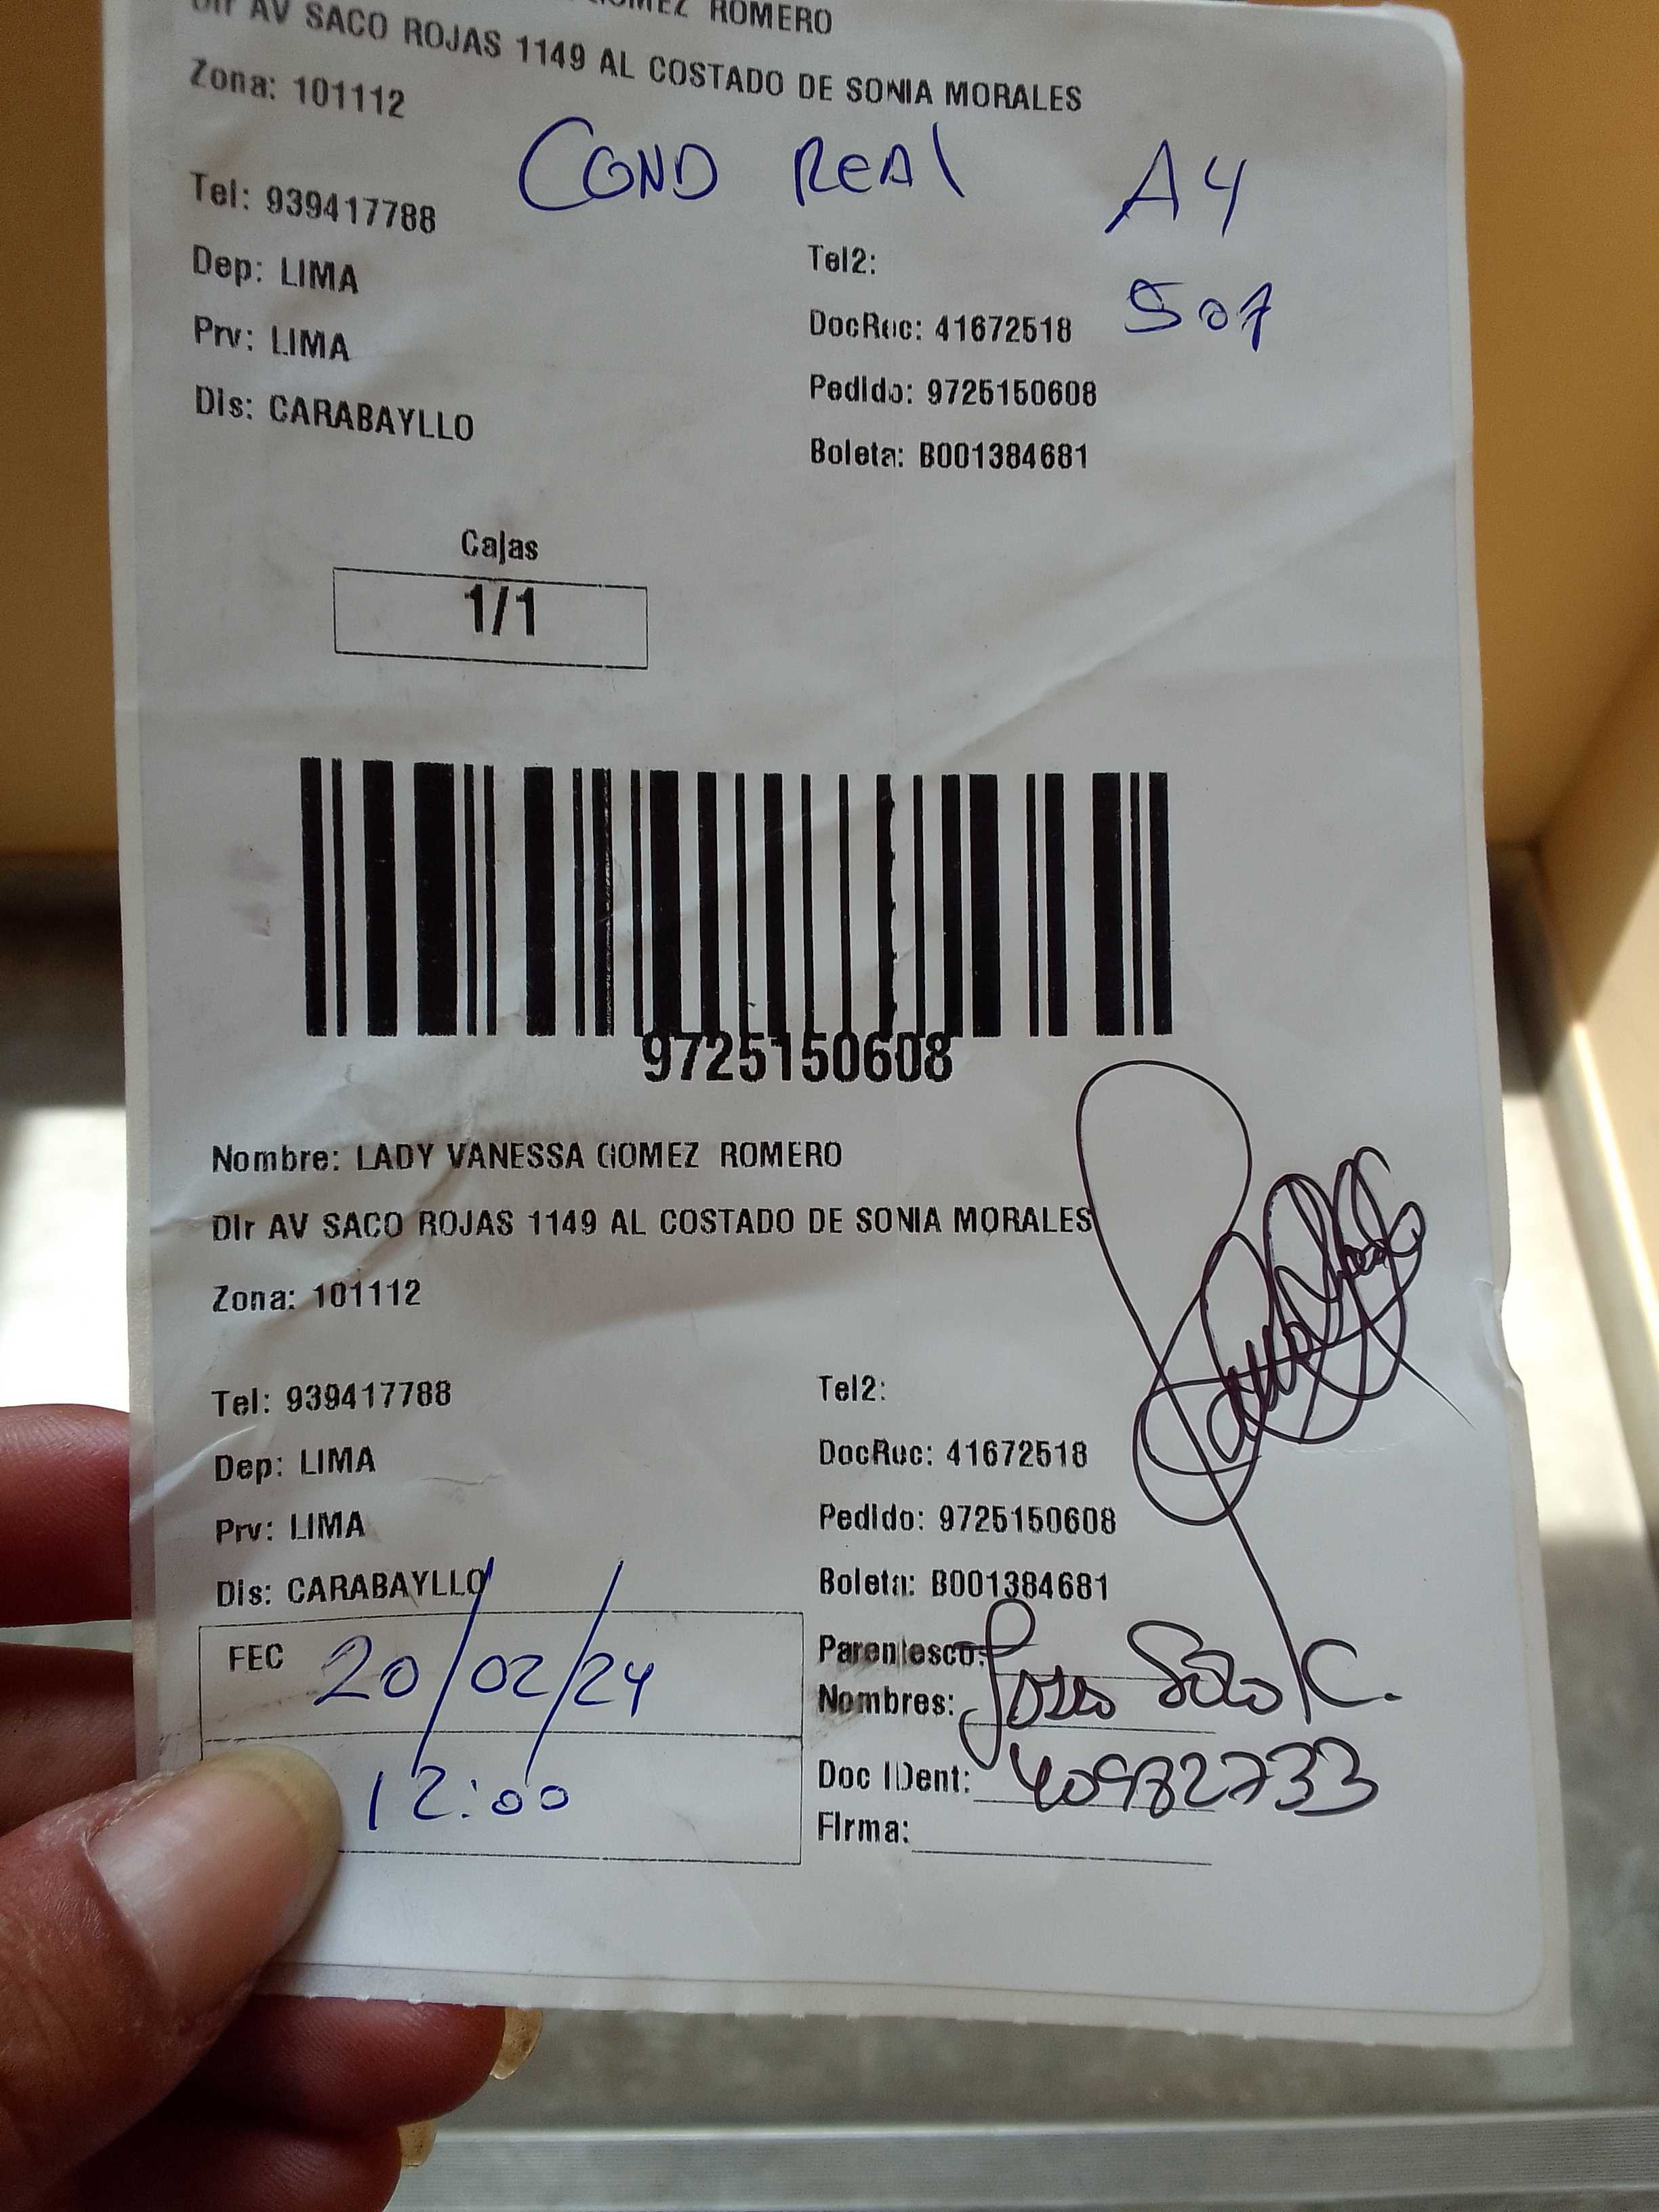 GOMEZ ROMERO
Dir AV SACO ROJAS 1149 AL COSTADO DE SONIA MORALES
Zona: 101112
COND REAL A4
Tel: 939417788
Tel2:
507
Dep: LIMA
DocRuc: 41672518
Prv: LIMA
Pedido: 9725150608
Dis: CARABAYLLO
Boleta: B001384681
Cajas
1/1
9725150608
Nombre: LADY VANESSA GOMEZ ROMERO
Dir AV SACO ROJAS 1149 AL COSTADO DE SONIA MORALES
Zona: 101112
Tel: 939417788
Tel2:
Dep: LIMA
DocRuc: 41672518
Prv: LIMA
Pedido: 9725150608
Dis: CARABAYLLO
Boleta: B001384681
FEC 20/02/24
12:00
Parentesco:
Nombres: Soto C.
Doc IDent: 40982733
Firma: